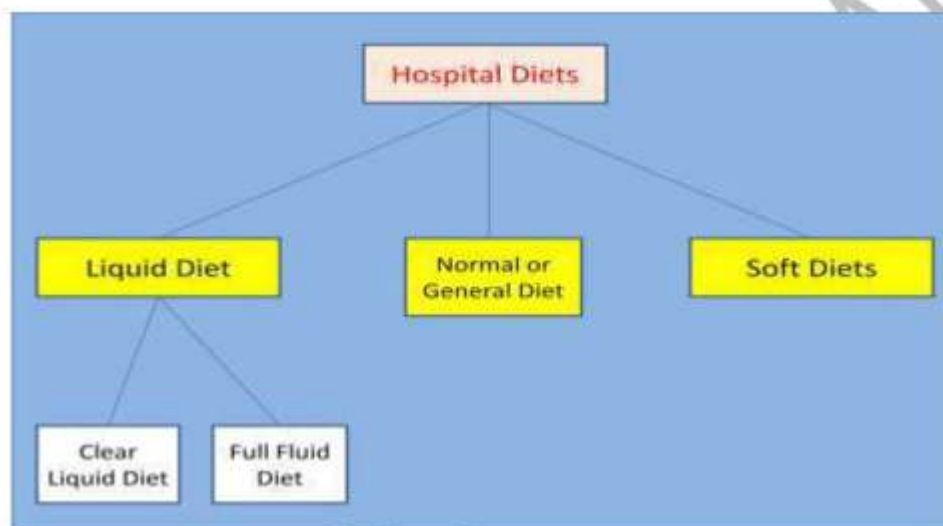 Hospital Diets
Liquid Diet
Normal or
General Diet
Soft Diets
Clear
Liquid Diet
Full Fluid
Diet